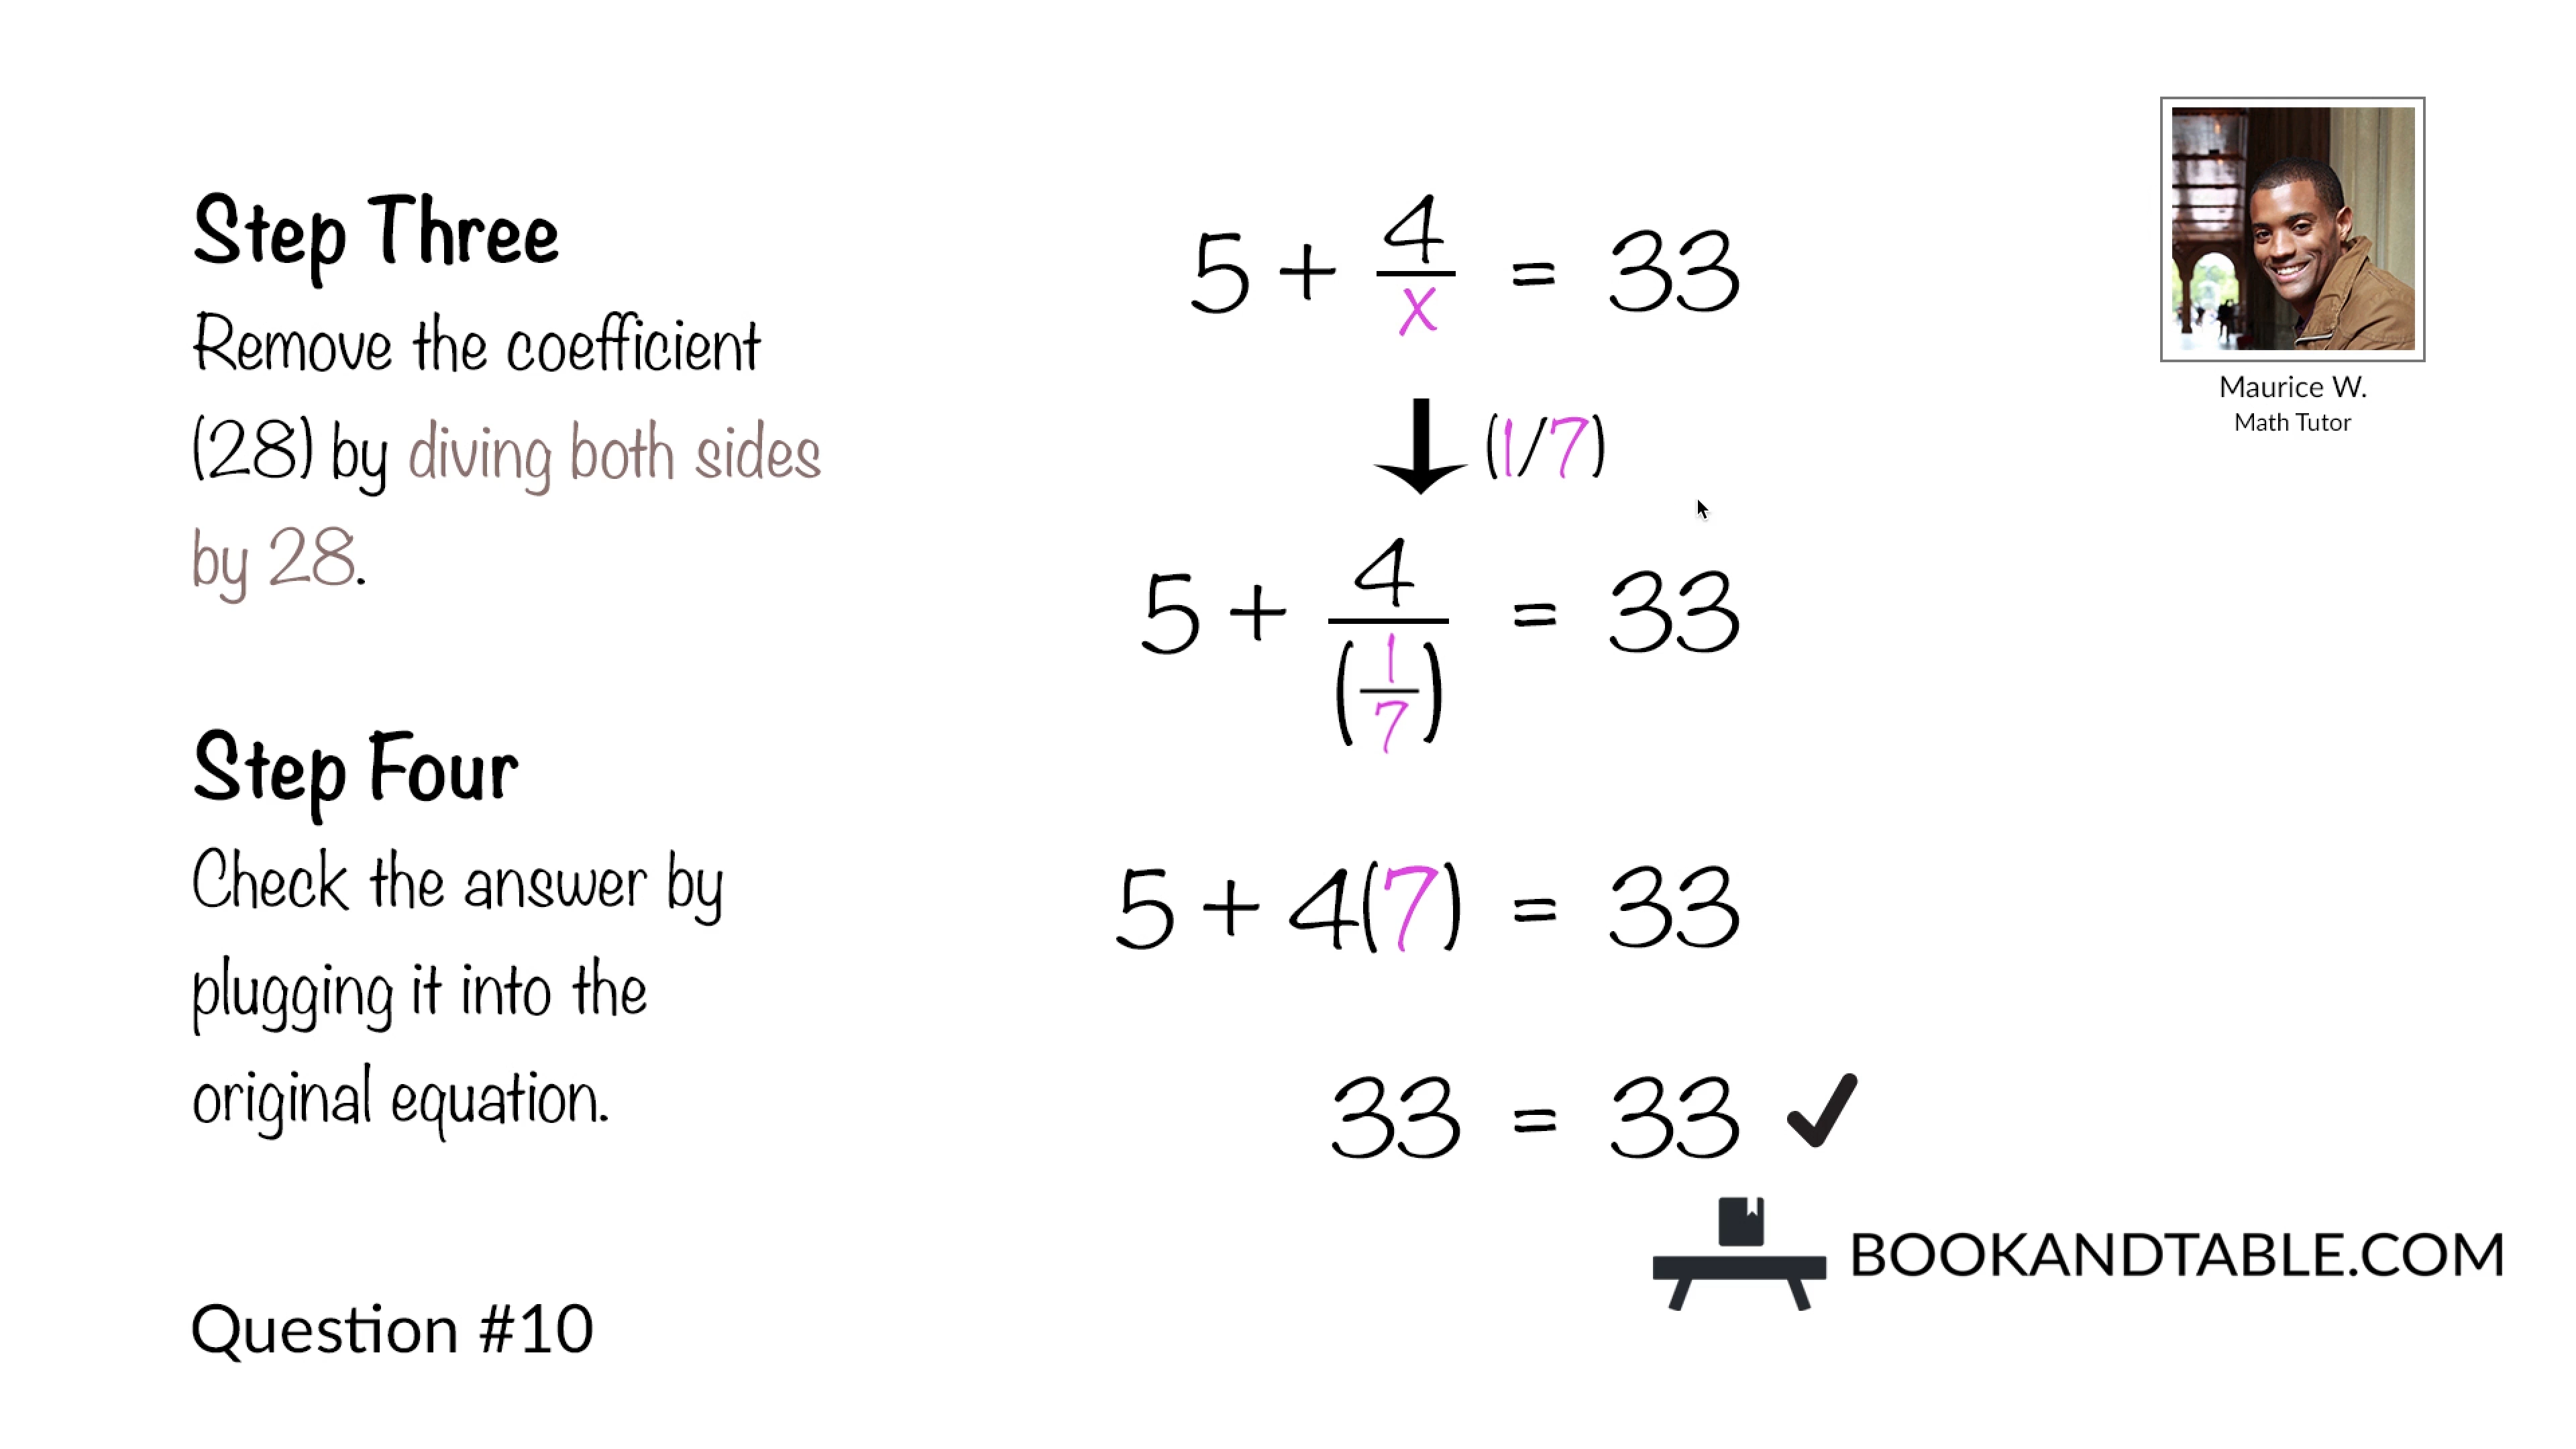 Step Three
Remove the coefficient
(28) by diving both sides
by 28.
Step Four
Check the answer by
plugging it into the
original equation.
Question #10
5 + 4/x = 33
(1/7)
5 + 4/(1/7) = 33
5 + 4(7) = 33
33 = 33 ✓
Maurice W.
Math Tutor
BOOKANDTABLE.COM